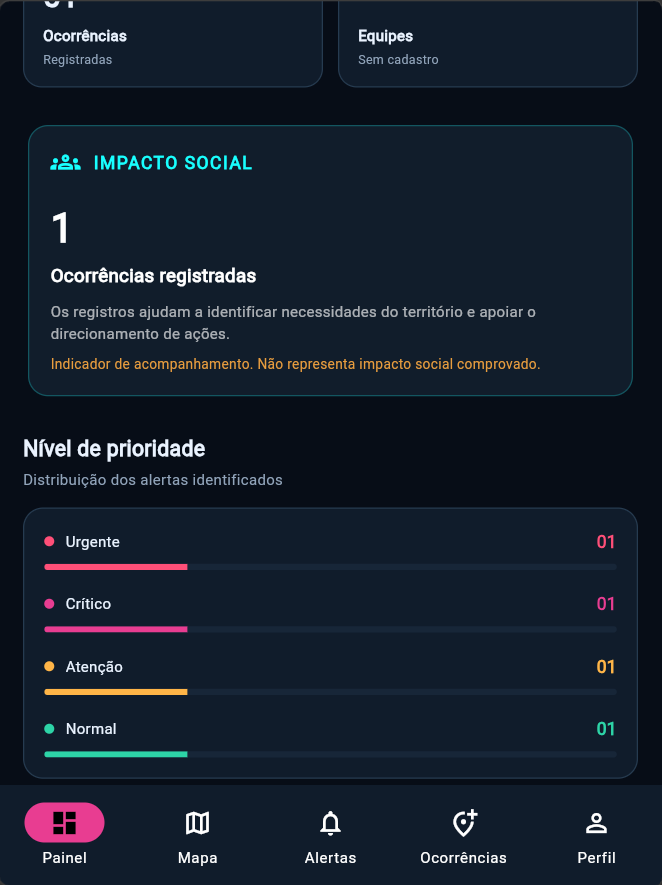 01
Ocorrências
Registradas
Equipes
Sem cadastro
IMPACTO SOCIAL
1
Ocorrências registradas
Os registros ajudam a identificar necessidades do território e apoiar o
direcionamento de ações.
Indicador de acompanhamento. Não representa impacto social comprovado.
Nível de prioridade
Distribuição dos alertas identificados
Urgente 01
Crítico 01
Atenção 01
Normal 01
Painel Mapa Alertas Ocorrências Perfil